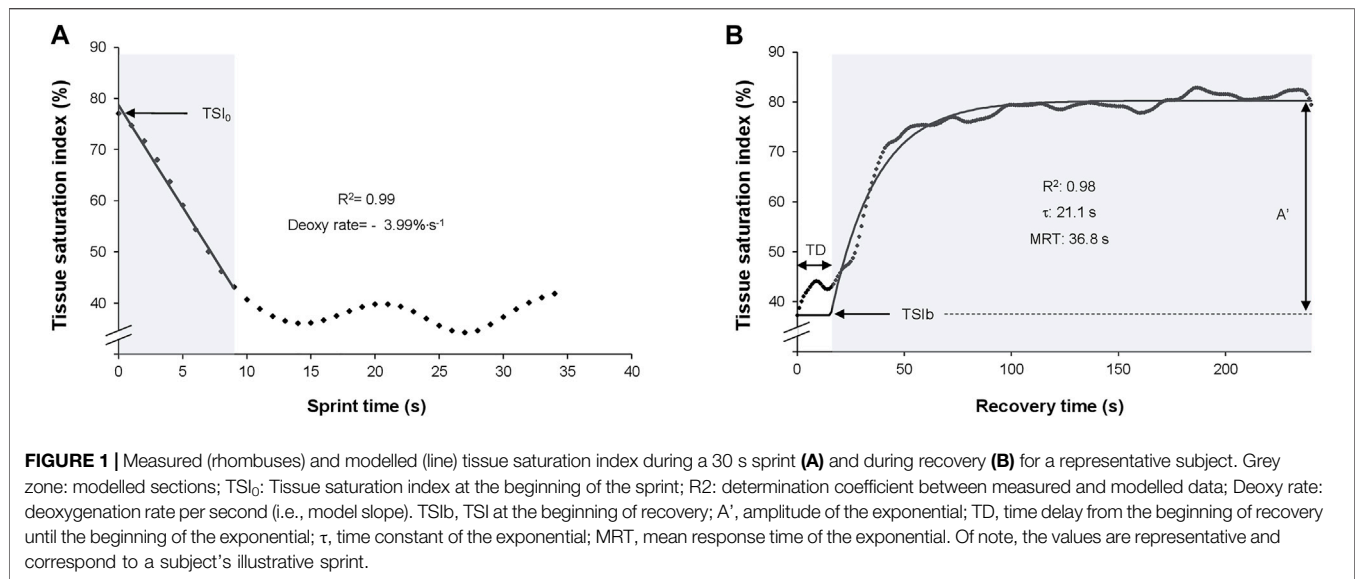 A
90
80
70
60
50
40
Tissue saturation index (%)
TSI₀
R²= 0.99
Deoxy rate= - 3.99%·s⁻¹
0 5 10 15 20 25 30 35 40
Sprint time (s)
B
90
80
70
60
50
40
Tissue saturation index (%)
TD
R²: 0.98
τ: 21.1 s
MRT: 36.8 s
A'
TSIb
0 50 100 150 200
Recovery time (s)
FIGURE 1 | Measured (rhombuses) and modelled (line) tissue saturation index during a 30 s sprint (A) and during recovery (B) for a representative subject. Grey
zone: modelled sections; TSI₀: Tissue saturation index at the beginning of the sprint; R2: determination coefficient between measured and modelled data; Deoxy rate:
deoxygenation rate per second (i.e., model slope). TSIb, TSI at the beginning of recovery; A', amplitude of the exponential; TD, time delay from the beginning of recovery
until the beginning of the exponential; τ, time constant of the exponential; MRT, mean response time of the exponential. Of note, the values are representative and
correspond to a subject's illustrative sprint.